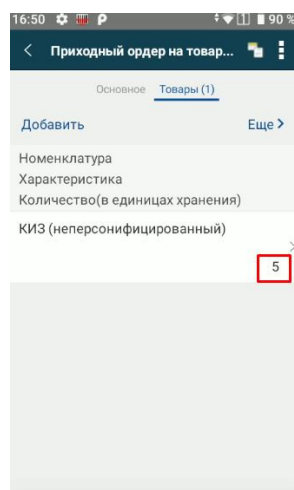 16:50 P 1 90 %
Приходный ордер на товар...
Основное Товары (1)
Добавить Еще >
Номенклатура
Характеристика
Количество(в единицах хранения)
КИЗ (неперсонифицированный)
5